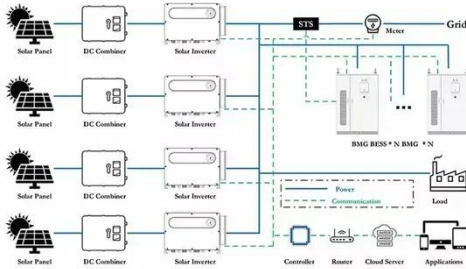 STS
Meter
Grid
Solar Panel
DC Combiner
Solar Inverter
Solar Panel
DC Combiner
Solar Inverter
BMG BESS * N BMG * N
Solar Panel
DC Combiner
Solar Inverter
Power
Communication
Load
Solar Panel
DC Combiner
Solar Inverter
Controller
Router
Cloud Server
Applications